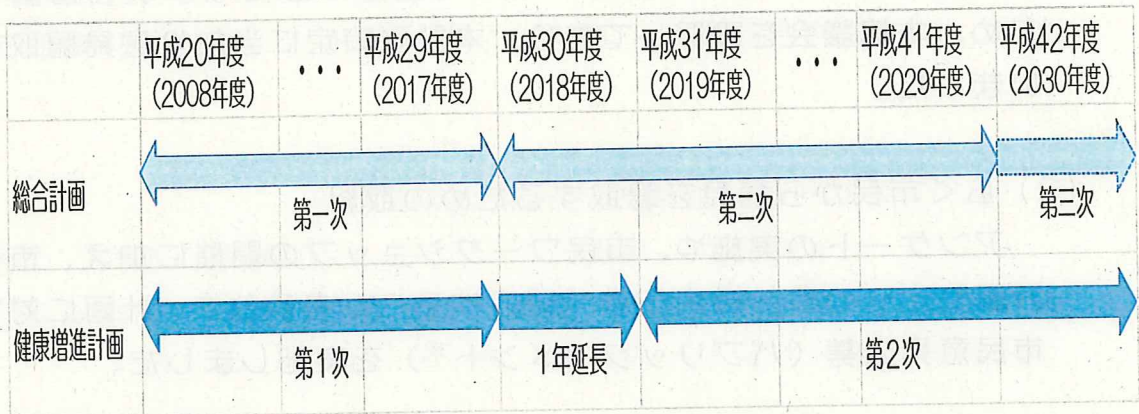 平成20年度 ・・・ 平成29年度 平成30年度 平成31年度 ・・・ 平成41年度 平成42年度
(2008年度) (2017年度) (2018年度) (2019年度) (2029年度) (2030年度)
総合計画
第一次 第二次 第三次
健康増進計画
第1次 1年延長 第2次